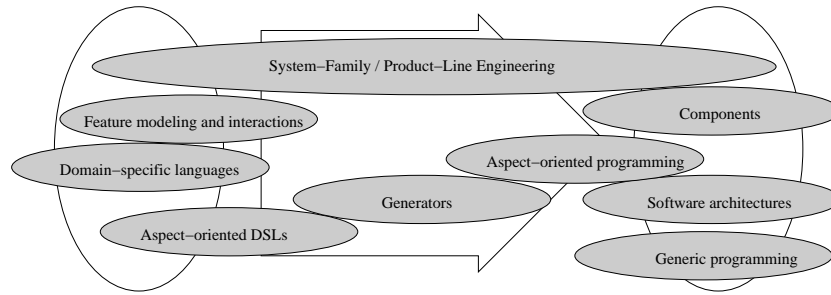 System−Family / Product−Line Engineering
Feature modeling and interactions
Components
Domain−specific languages
Aspect−oriented programming
Generators
Software architectures
Aspect−oriented DSLs
Generic programming